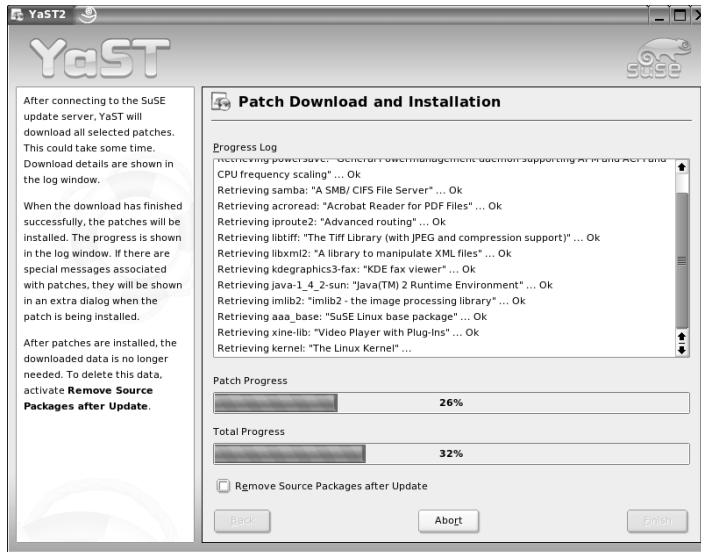 YaST2
YaST
SuSE
After connecting to the SuSE
update server, YaST will
download all selected patches.
This could take some time.
Download details are shown in
the log window.
When the download has finished
successfully, the patches will be
installed. The progress is shown
in the log window. If there are
special messages associated
with patches, they will be shown
in an extra dialog when the
patch is being installed.
After patches are installed, the
downloaded data is no longer
needed. To delete this data,
activate Remove Source
Packages after Update.
Patch Download and Installation
Progress Log
Retrieving powersave: "General Powermanagement daemon supporting APM and ACPI and
CPU frequency scaling" ... Ok
Retrieving samba: "A SMB/ CIFS File Server" ... Ok
Retrieving acroread: "Acrobat Reader for PDF Files" ... Ok
Retrieving iproute2: "Advanced routing" ... Ok
Retrieving libtiff: "The Tiff Library (with JPEG and compression support)" ... Ok
Retrieving libxml2: "A library to manipulate XML files" ... Ok
Retrieving kdegraphics3-fax: "KDE fax viewer" ... Ok
Retrieving java-1_4_2-sun: "Java(TM) 2 Runtime Environment" ... Ok
Retrieving imlib2: "imlib2 - the image processing library" ... Ok
Retrieving aaa_base: "SuSE Linux base package" ... Ok
Retrieving xine-lib: "Video Player with Plug-Ins" ... Ok
Retrieving kernel: "The Linux Kernel" ...
Patch Progress
26%
Total Progress
32%
Remove Source Packages after Update
Back
Abort
Finish